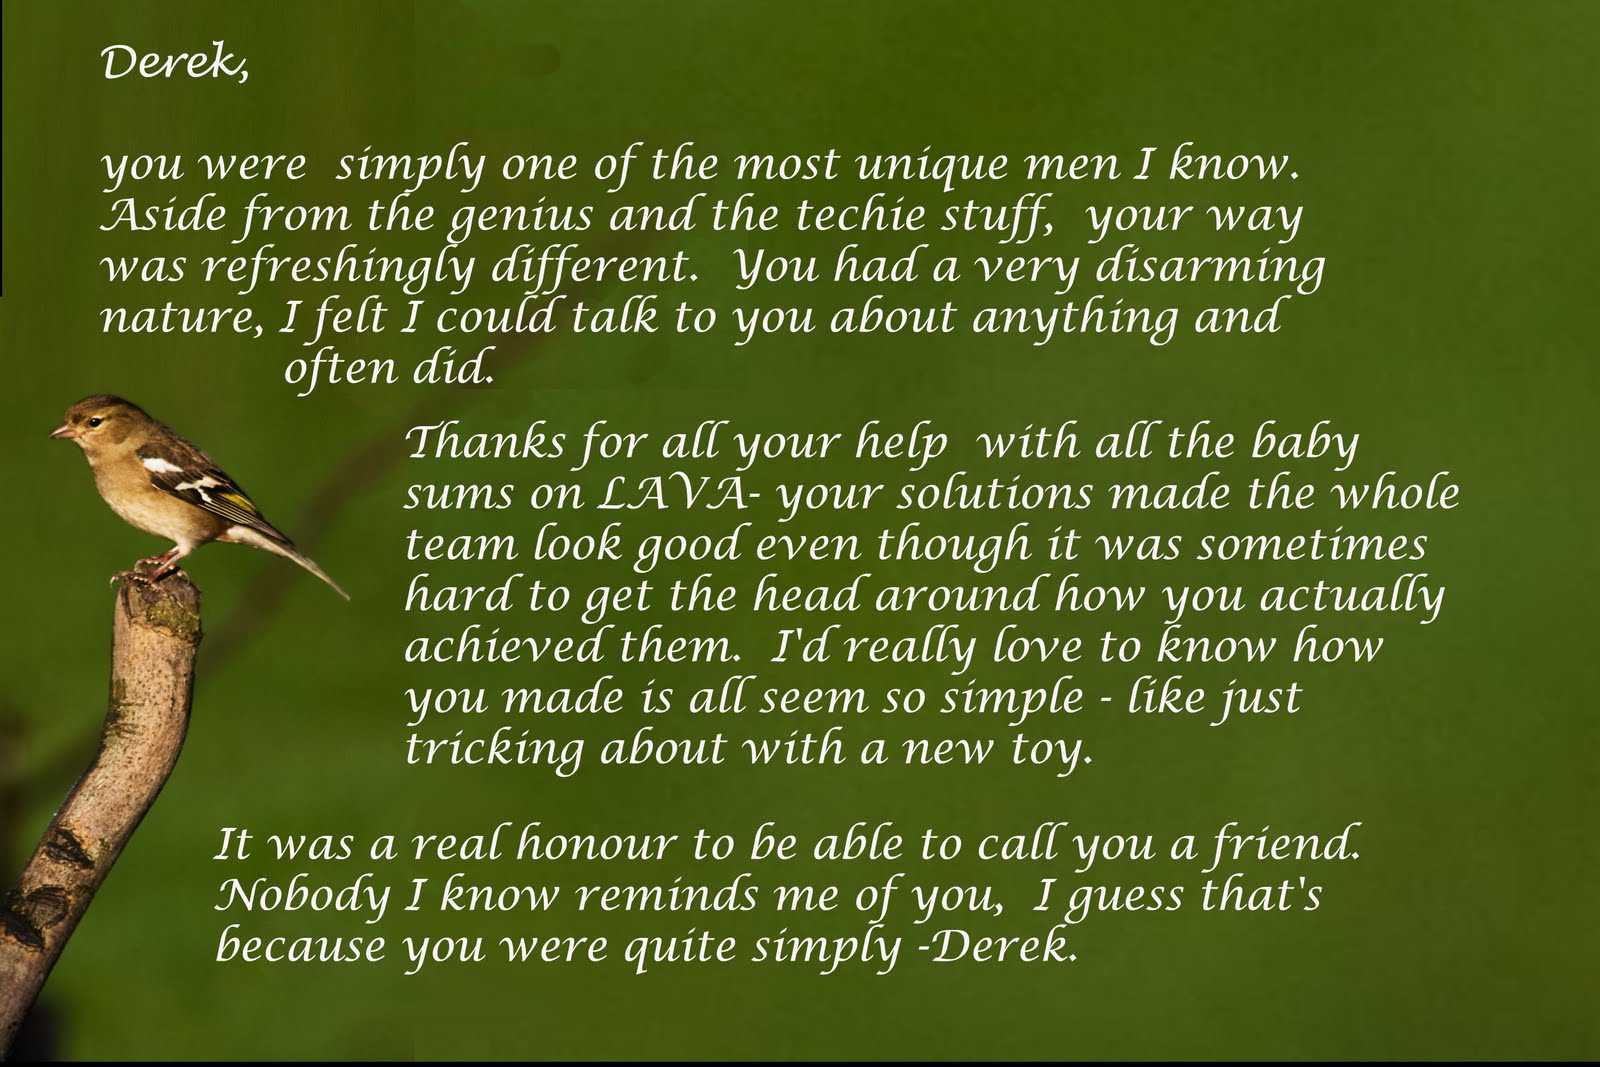 Derek,
you were simply one of the most unique men I know.
Aside from the genius and the techie stuff, your way
was refreshingly different. You had a very disarming
nature, I felt I could talk to you about anything and
often did.
Thanks for all your help with all the baby
sums on LAVA- your solutions made the whole
team look good even though it was sometimes
hard to get the head around how you actually
achieved them. I'd really love to know how
you made is all seem so simple - like just
tricking about with a new toy.
It was a real honour to be able to call you a friend.
Nobody I know reminds me of you, I guess that's
because you were quite simply -Derek.